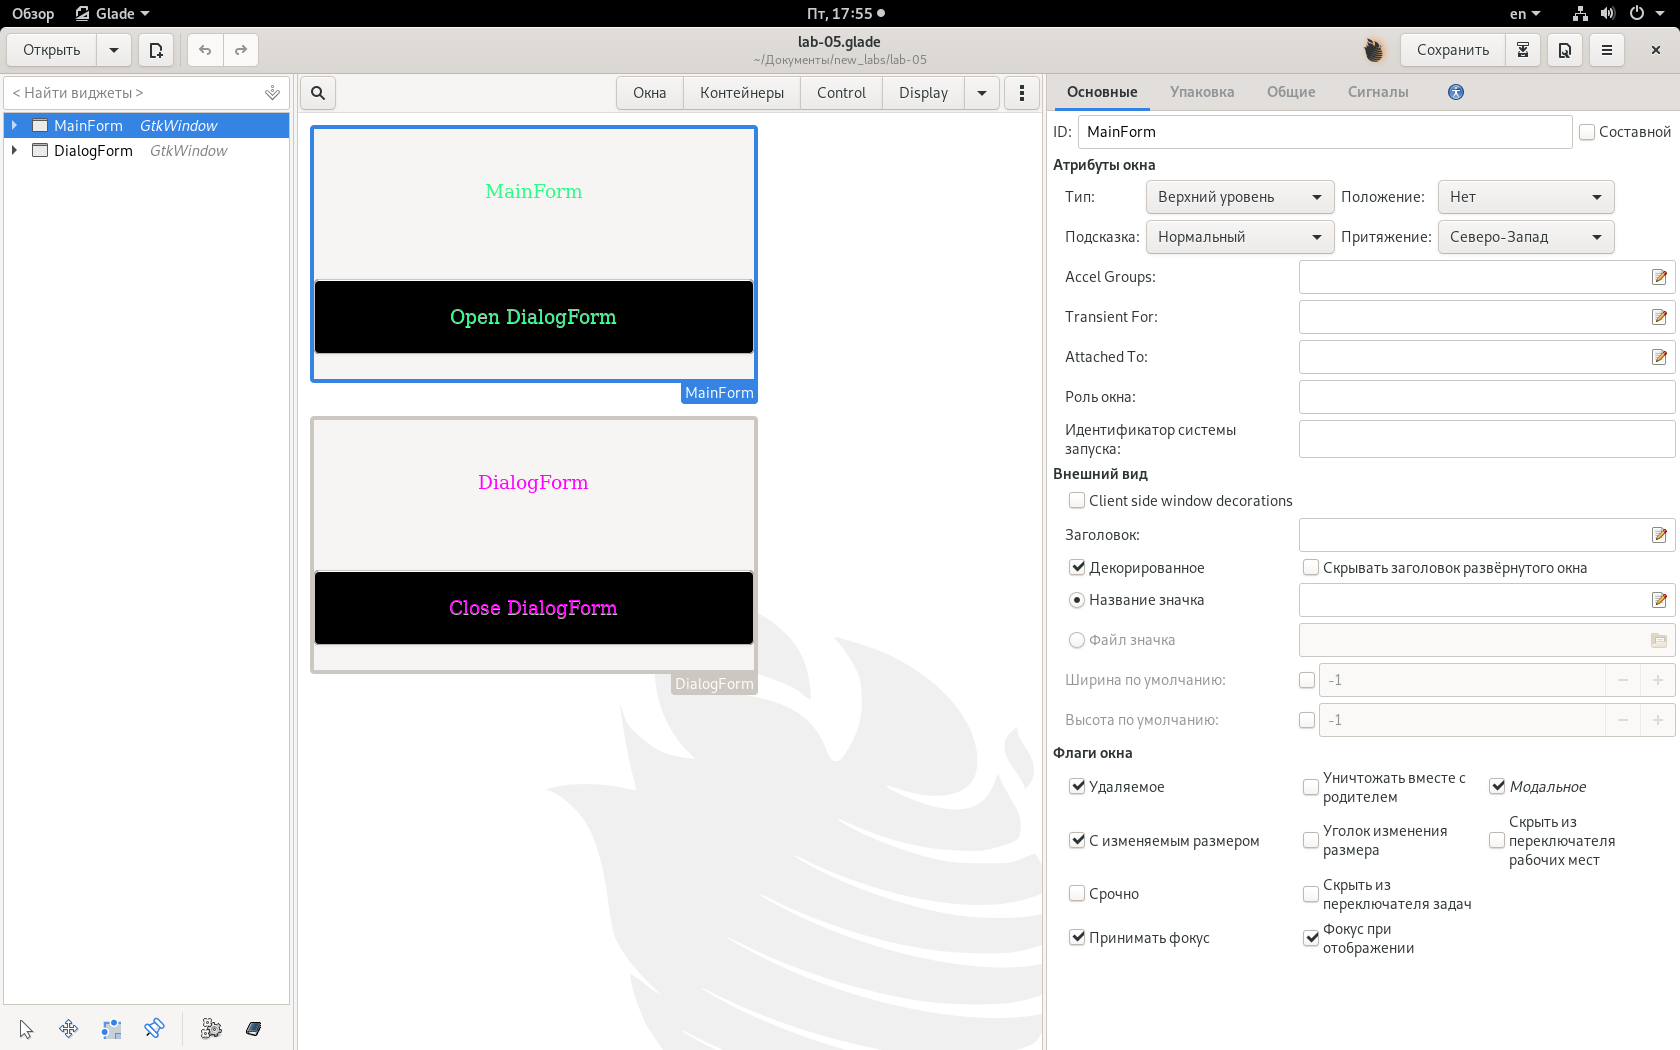 Обзор Glade Пт, 17:55 en
Открыть lab-05.glade Сохранить
~/Документы/new_labs/lab-05
< Найти виджеты >
MainForm GtkWindow
DialogForm GtkWindow
Окна Контейнеры Control Display
MainForm
Open DialogForm
MainForm
DialogForm
Close DialogForm
DialogForm
Основные Упаковка Общие Сигналы
ID: MainForm Составной
Атрибуты окна
Тип: Верхний уровень Положение: Нет
Подсказка: Нормальный Притяжение: Северо-Запад
Accel Groups:
Transient For:
Attached To:
Роль окна:
Идентификатор системы
запуска:
Внешний вид
Client side window decorations
Заголовок:
Декорированное Скрывать заголовок развёрнутого окна
Название значка
Файл значка
Ширина по умолчанию: -1
Высота по умолчанию: -1
Флаги окна
Удаляемое
Уничтожать вместе с
родителем
Модальное
С изменяемым размером
Уголок изменения
размера
Скрыть из
переключателя
рабочих мест
Срочно
Скрыть из
переключателя задач
Принимать фокус
Фокус при
отображении